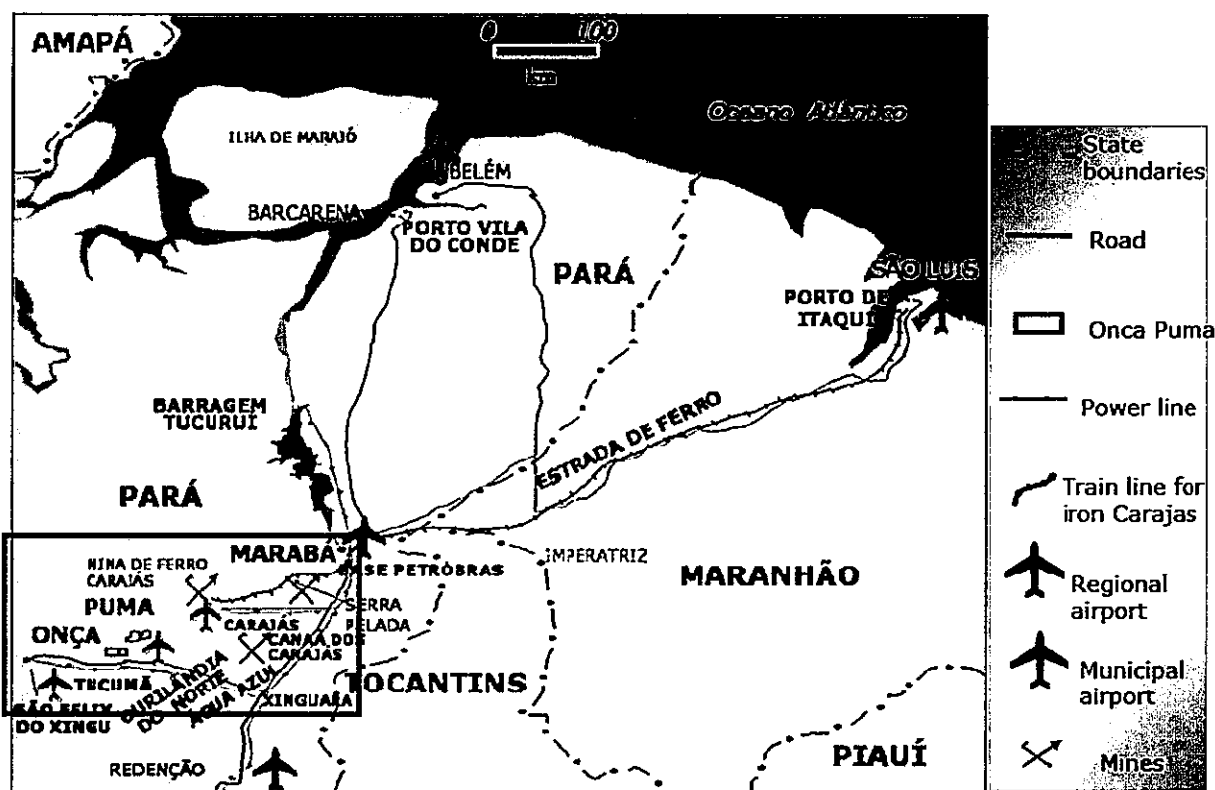 AMAPÁ
0 100
km
Oceano Atlântico
ILHA DE MARAJÓ
BELÉM
BARCARENA
PORTO VILA
DO CONDE
PARÁ
SÃO LUIS
PORTO DE
ITAQUI
BARRAGEM
TUCURUÍ
ESTRADA DE FERRO
PARÁ
MARABÁ
BASE PETRÓBRAS
IMPERATRIZ
MARANHÃO
MINA DE FERRO
CARAJÁS
PUMA
SERRA
PELADA
CARAJÁS
ONÇA
CANAÃ DOS
CARAJÁS
TUCUMÃ
OURILÂNDIA
DO NORTE
AGUA AZUL
TOCANTINS
XINGUARA
SÃO FELIX
DO XINGU
REDENÇÃO
PIAUÍ
State
boundaries
Road
Onca Puma
Power line
Train line for
iron Carajas
Regional
airport
Municipal
airport
Mines